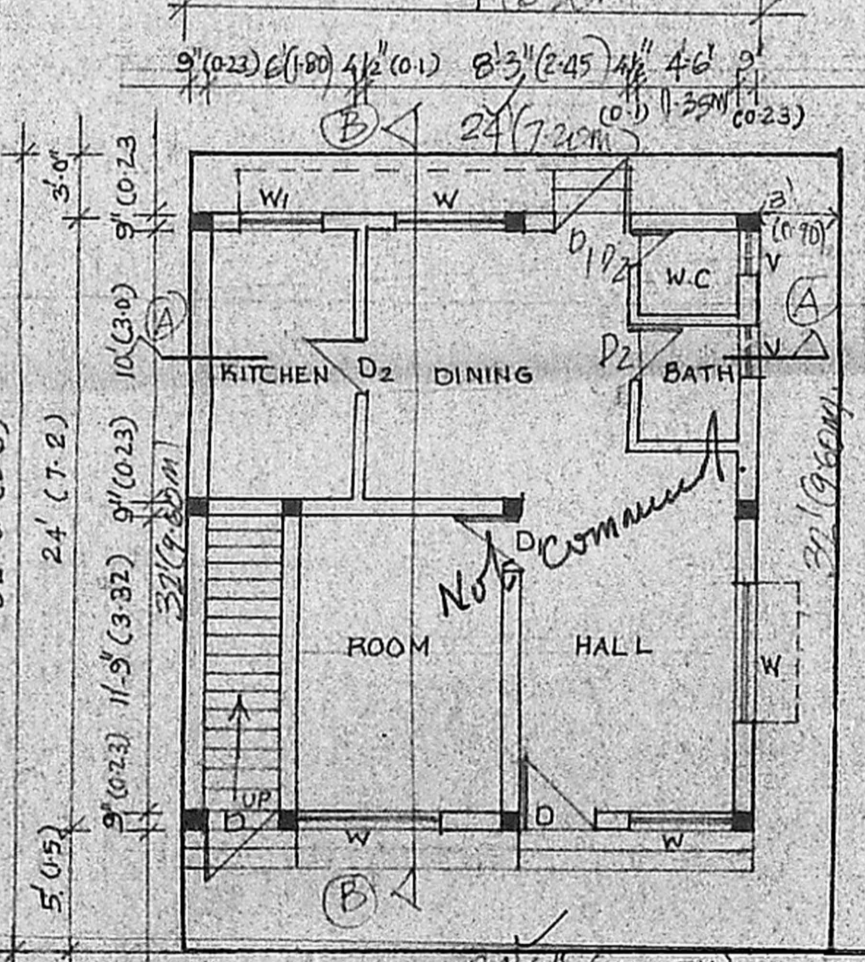 9" (0.23) 6' (1.80) 4½" (0.1) 8'-3" (2.45) 4½" 4'-6' 9"
(0.1) (1.35M) (0.23)
B 24' (7.20m)
3'-0"
9" (0.23
W1 W
3'
(0.90)
D1 D2 W.C V
A A
10' (3.0)
KITCHEN D2 DINING D2 BATH V
24' (7.2)
9" (0.23)
32' (9.60M) 32' (9.60M)
D1
Not common
11'-9" (3.32)
ROOM HALL W
9" (0.23)
UP
D W D W
5' (1.5)
B